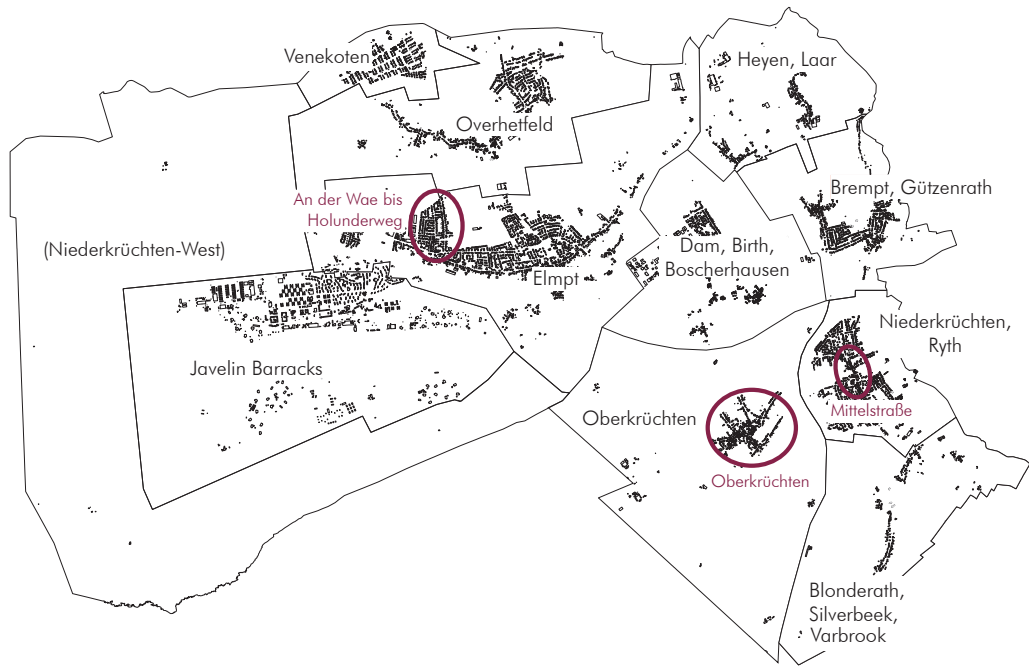 Venekoten
Heyen, Laar
Overhetfeld
An der Wae bis
Holunderweg
Brempt, Gützenrath
(Niederkrüchten-West)
Dam, Birth,
Boscherhausen
Elmpt
Niederkrüchten,
Ryth
Javelin Barracks
Mittelstraße
Oberkrüchten
Oberkrüchten
Blonderath,
Silverbeek,
Varbrook